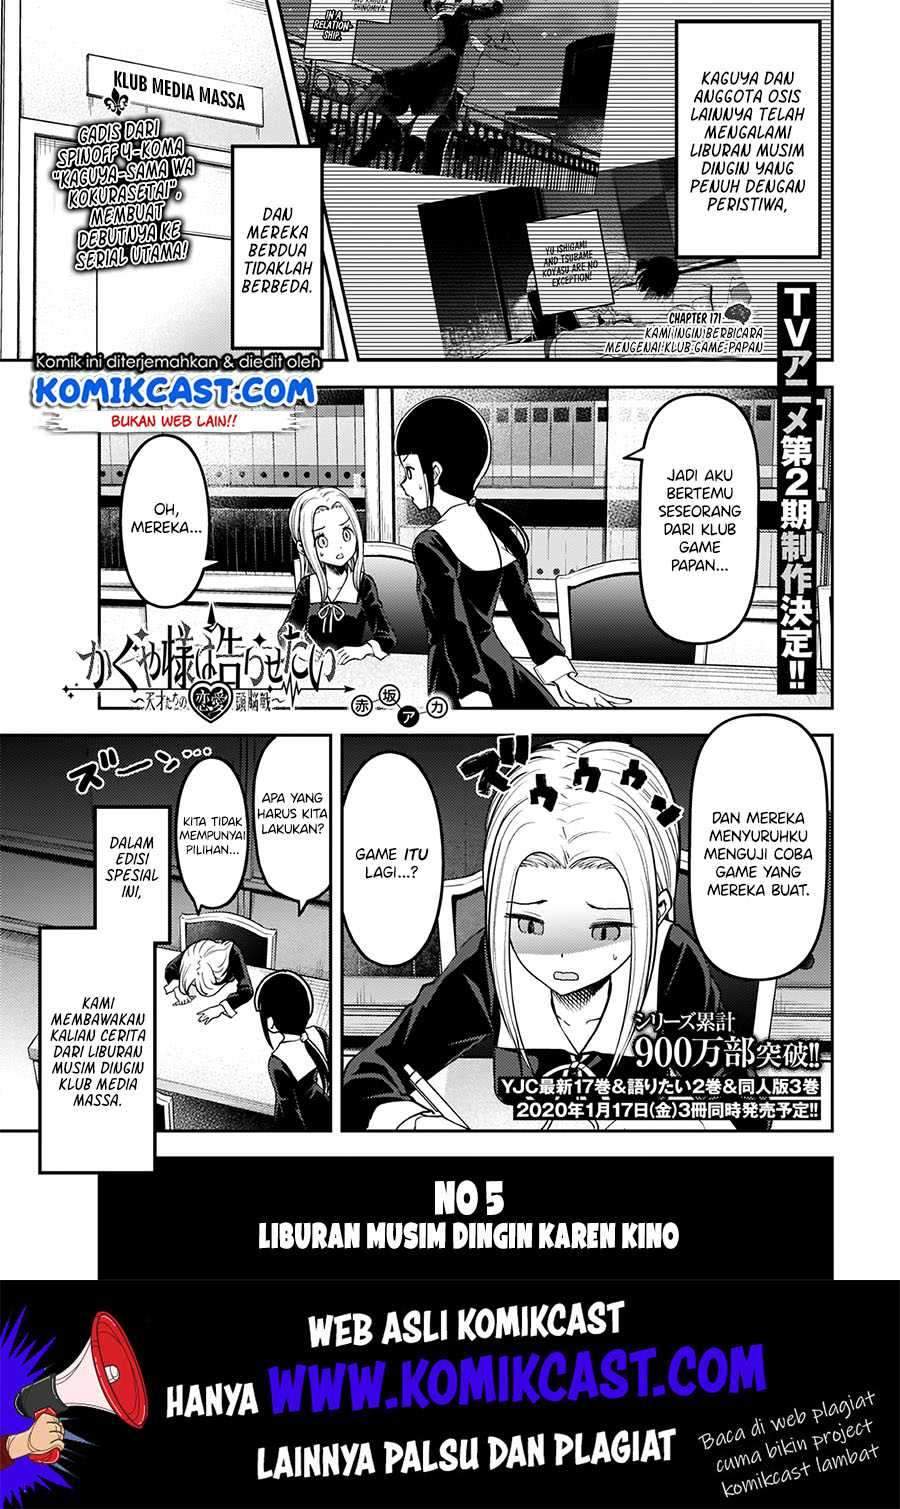 KAGUYA DAN
ANGGOTA OSIS
LAINNYA TELAH
MENGALAMI
LIBURAN MUSIM
DINGIN YANG
PENUH DENGAN
PERISTIWA,
AND KAGUYA
SHINOMIYA
IN A
RELATION-
SHIP.
YU ISHIGAMI
AND TSUBAME
KOYASU ARE NO
EXCEPTION!
DAN
MEREKA
BERDUA
TIDAKLAH
BERBEDA.
KLUB MEDIA MASSA
GADIS DARI
SPINOFF 4-KOMA
"KAGUYA-SAMA WA
KOKURASETAI",
MEMBUAT
DEBUTNYA KE
SERIAL UTAMA!
CHAPTER 171
KAMI INGIN BERBICARA
MENGENAI KLUB GAME PAPAN
TVアニメ第2期制作決定!!
Komik ini diterjemahkan & diedit oleh
KOMIKCAST.COM
BUKAN WEB LAIN!!
JADI AKU
BERTEMU
SESEORANG
DARI KLUB
GAME
PAPAN...
OH,
MEREKA...
かぐや様は告らせたい
～天才たちの恋愛頭脳戦～
赤坂アカ
DAN MEREKA
MENYURUHKU
MENGUJI COBA
GAME YANG
MEREKA BUAT.
ズウウウン
GAME ITU
LAGI...?
シリーズ累計
900万部突破!!
YJC最新17巻&語りたい2巻&同人版3巻
2020年1月17日(金)3冊同時発売予定!!
ズーン...
APA YANG
HARUS KITA
LAKUKAN?
KITA TIDAK
MEMPUNYAI
PILIHAN...
DALAM
EDISI
SPESIAL
INI,
KAMI
MEMBAWAKAN
KALIAN CERITA
DARI LIBURAN
MUSIM DINGIN
KLUB MEDIA
MASSA.
NO 5
LIBURAN MUSIM DINGIN KAREN KINO
WEB ASLI KOMIKCAST
HANYA WWW.KOMIKCAST.COM
LAINNYA PALSU DAN PLAGIAT
Baca di web plagiat
cuma bikin project
komikcast lambat